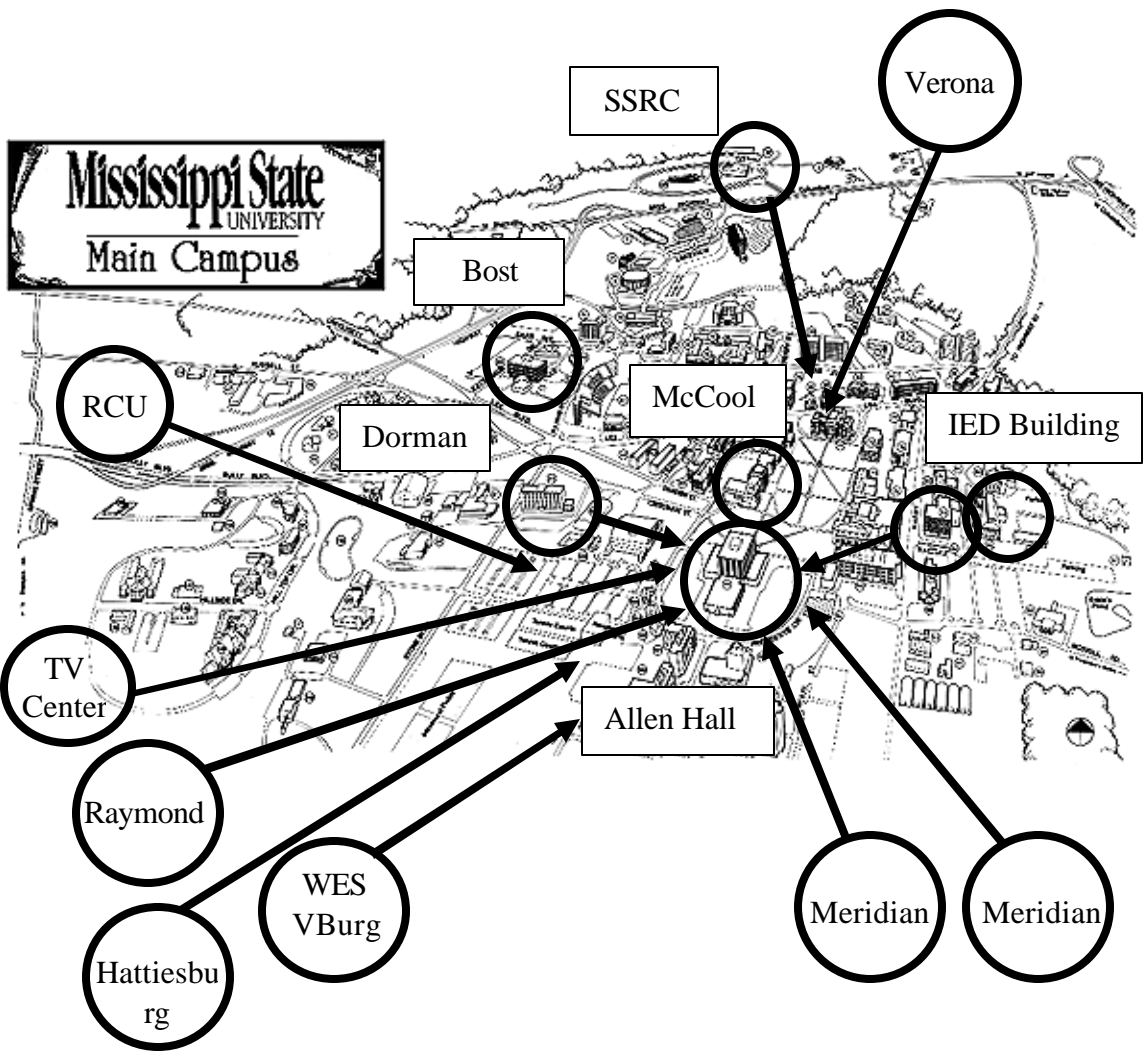 Verona
SSRC
Mississippi State
UNIVERSITY
Main Campus
Bost
RCU
McCool
IED Building
Dorman
TV
Center
Allen Hall
Raymond
WES
VBurg
Meridian
Meridian
Hattiesbu
rg